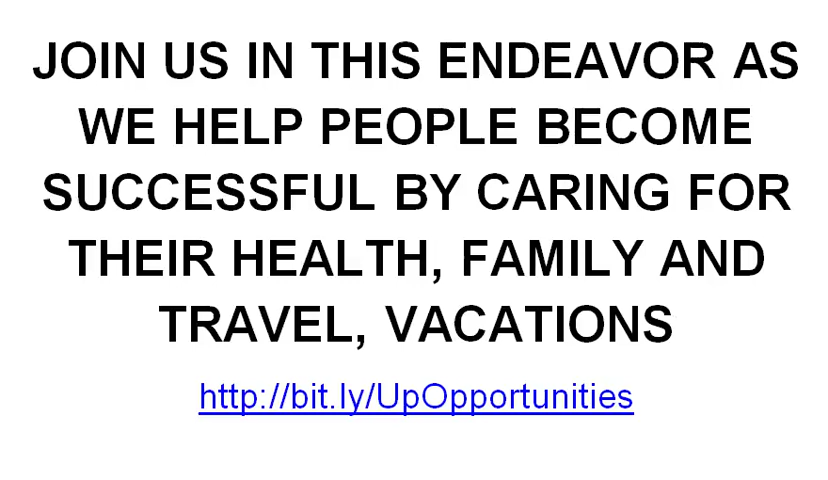 JOIN US IN THIS ENDEAVOR AS
WE HELP PEOPLE BECOME
SUCCESSFUL BY CARING FOR
THEIR HEALTH, FAMILY AND
TRAVEL, VACATIONS
http://bit.ly/UpOpportunities